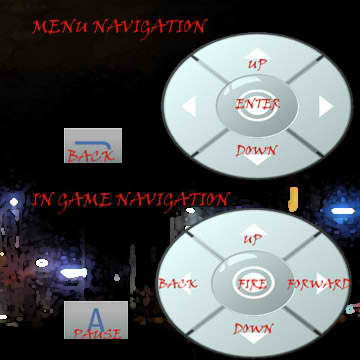 MENU NAVIGATION
UP
ENTER
DOWN
BACK
IN GAME NAVIGATION
UP
BACK FIRE FORWARD
DOWN
A
PAUSE